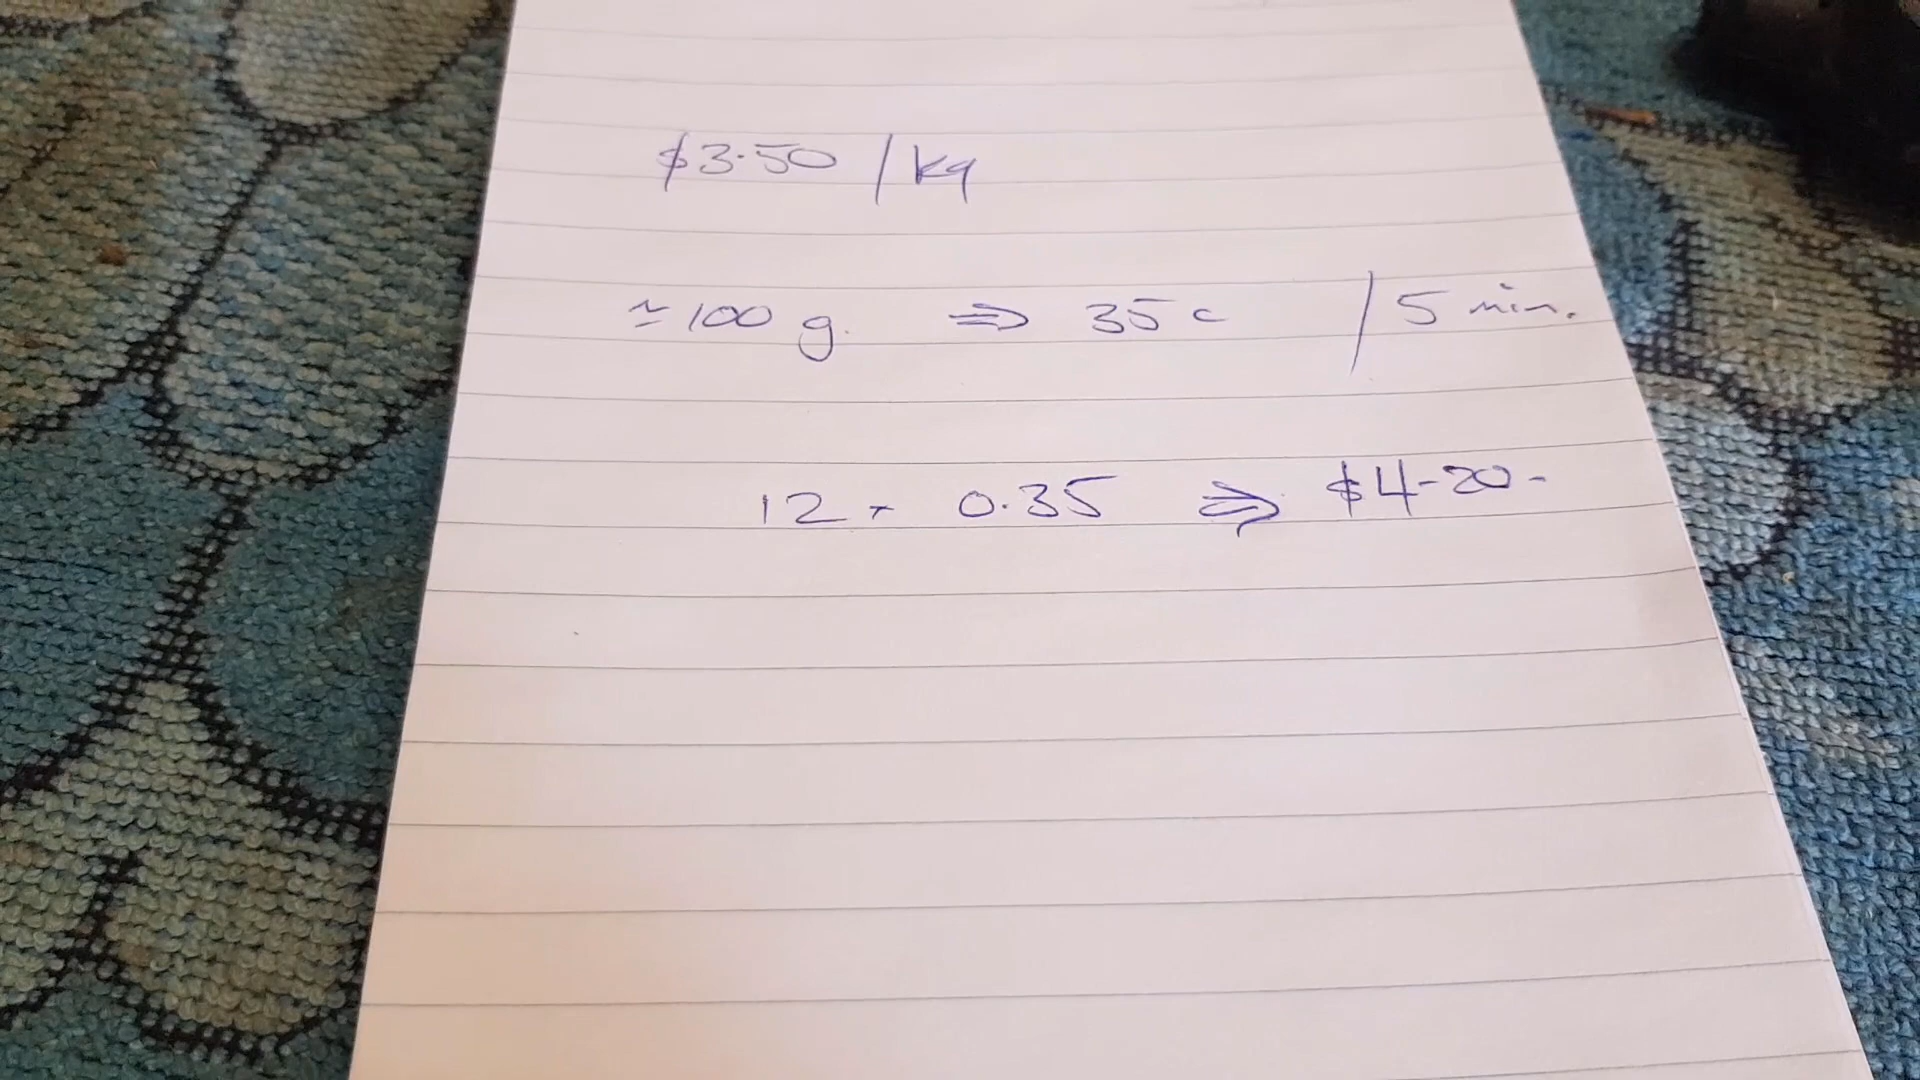 $3.50 / kg
≃ 100 g. ⇒ 35c / 5 min.
12 × 0.35 ⇒ $4-20-